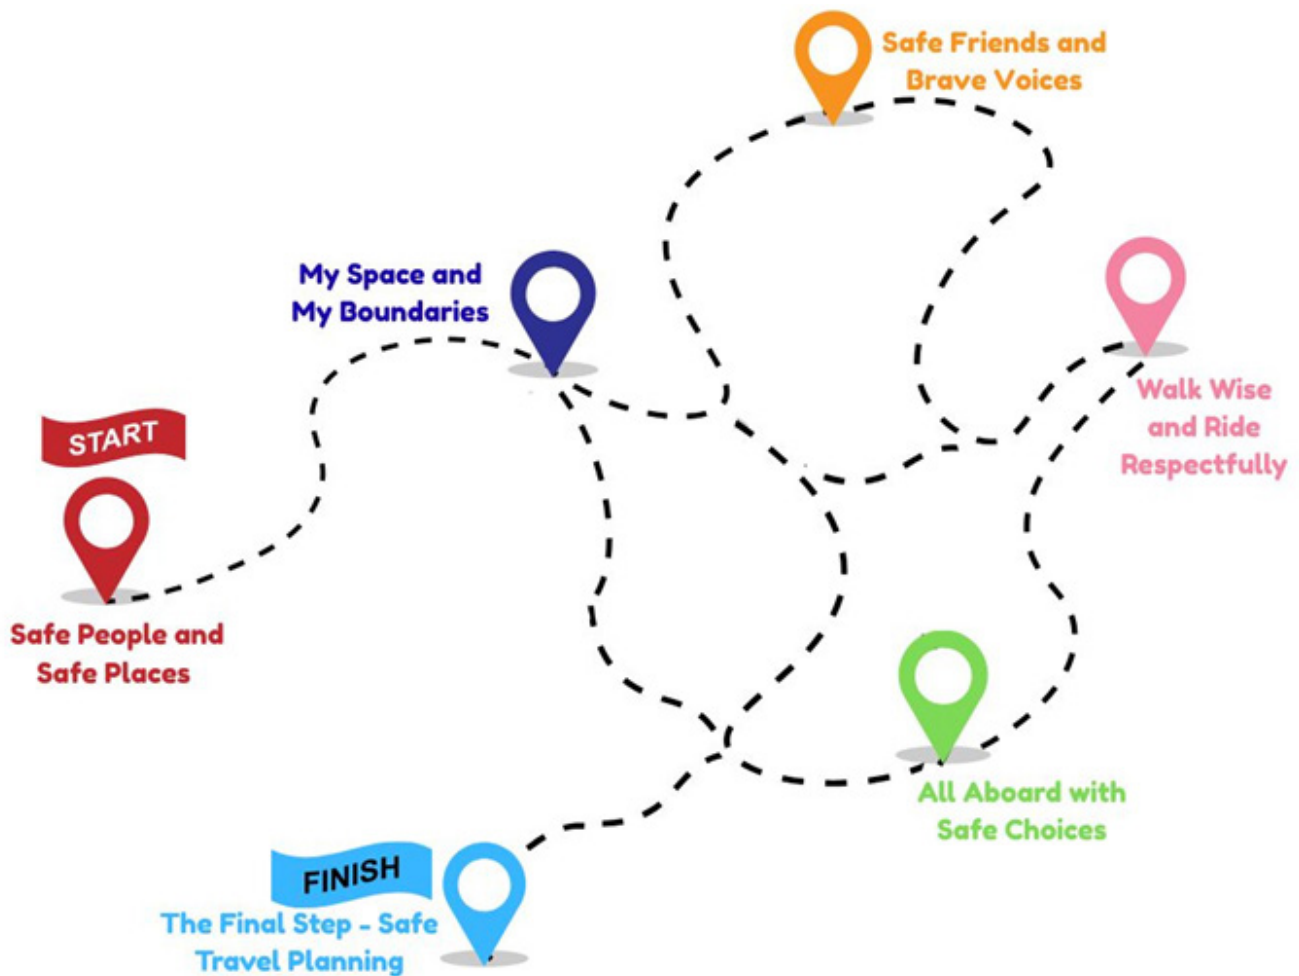 Safe Friends and
Brave Voices
My Space and
My Boundaries
START
Safe People and
Safe Places
Walk Wise
and Ride
Respectfully
All Aboard with
Safe Choices
FINISH
The Final Step - Safe
Travel Planning